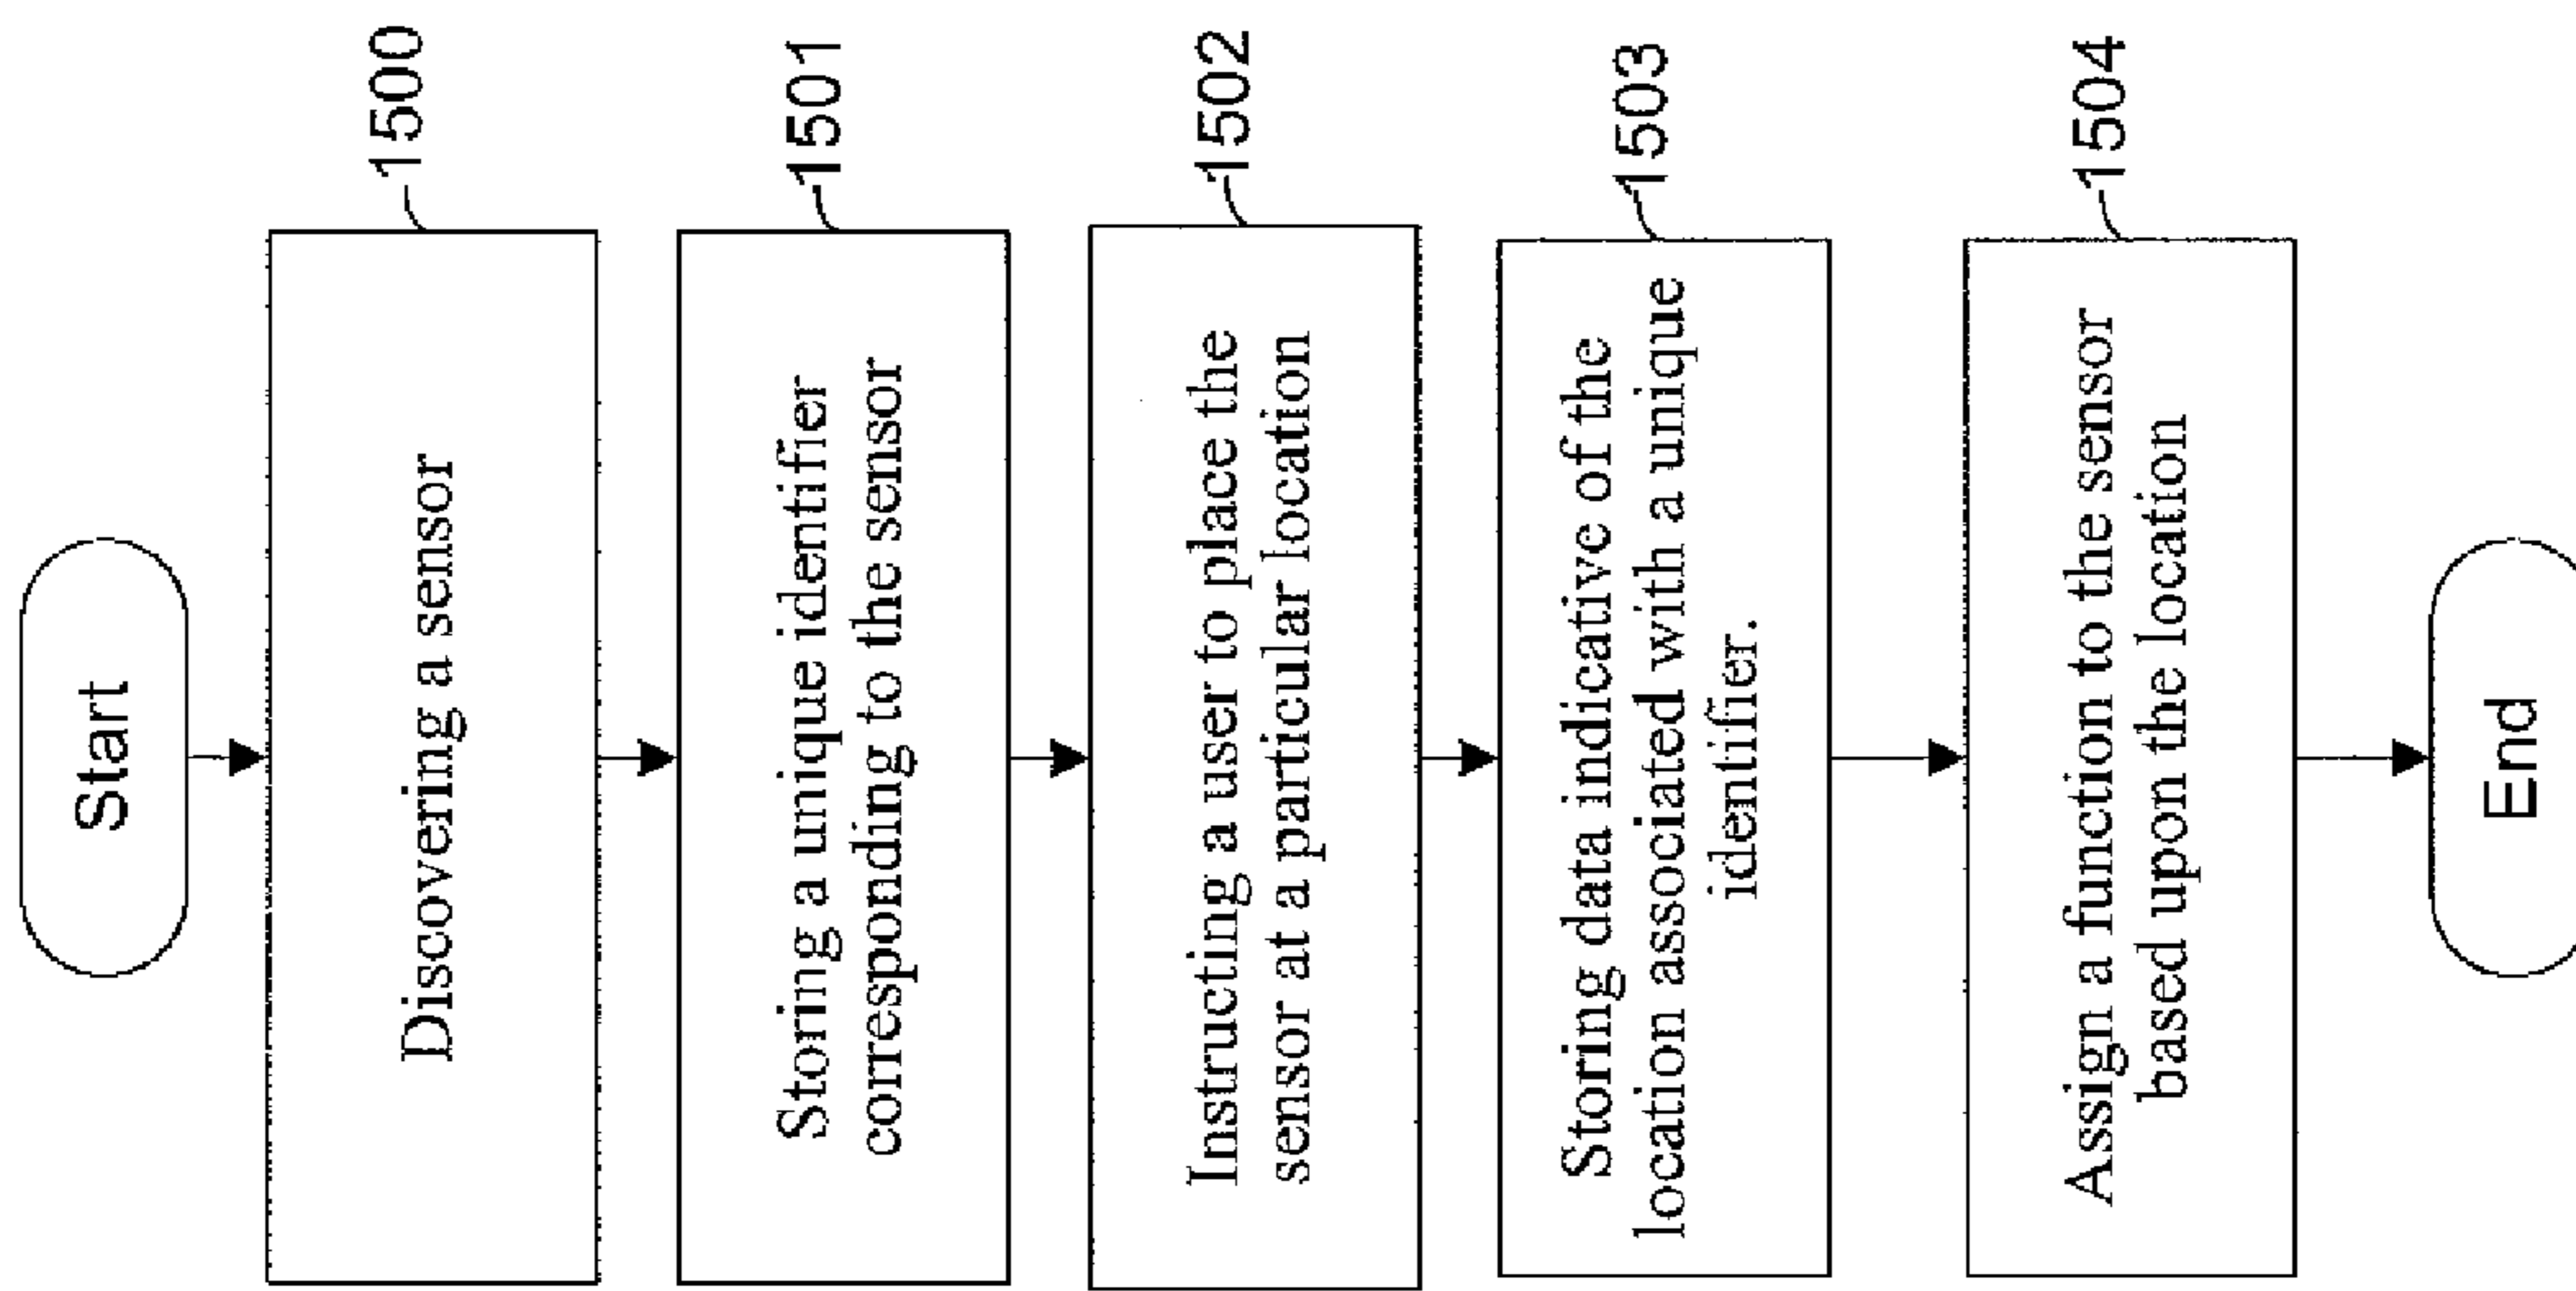 Start
1500
Discovering a sensor
1501
Storing a unique identifier
corresponding to the sensor
1502
Instructing a user to place the
sensor at a particular location
1503
Storing data indicative of the
location associated with a unique
identifier.
1504
Assign a function to the sensor
based upon the location
End